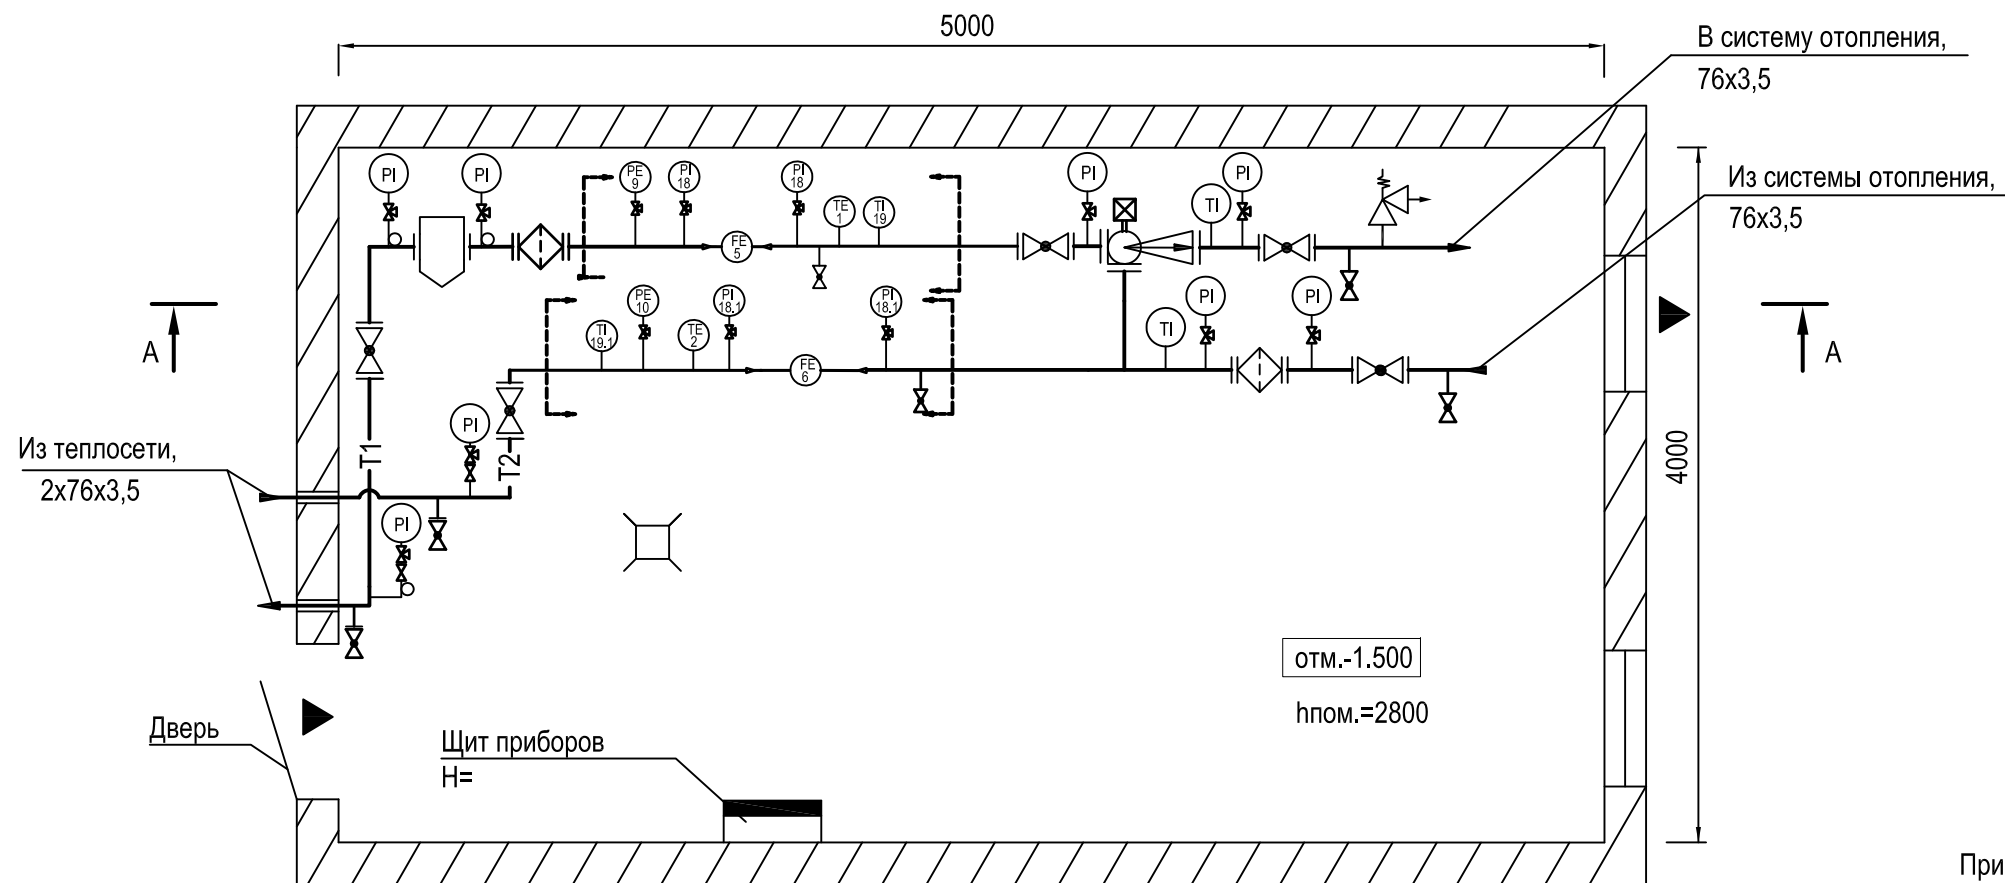 5000
В систему отопления,
76х3,5
Из системы отопления,
76х3,5
PI
PI
PE
9
PI
18
PI
18
TE
1
TI
19
FE
5
PI
TI
PI
TI
19.1
PE
10
TE
2
PI
18.1
PI
18.1
FE
6
TI
PI
PI
А
А
4000
Из теплосети,
2х76х3,5
Т1
Т2
PI
PI
отм.-1.500
hпом.=2800
Дверь
Щит приборов
Н=
При